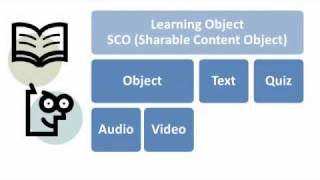 Learning Object
SCO (Sharable Content Object)
Object
Text
Quiz
Audio
Video